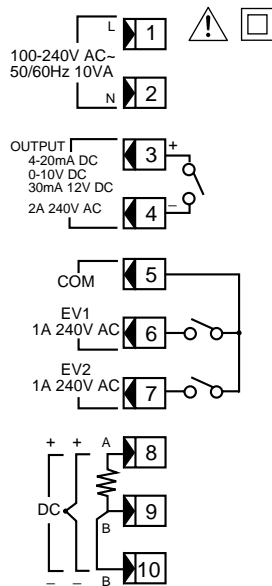 L
1
100-240V AC~
50/60Hz 10VA
N
2
OUTPUT
4-20mA DC
0-10V DC
30mA 12V DC
2A 240V AC
3
+
4
–
COM
5
EV1
1A 240V AC
6
EV2
1A 240V AC
7
+ +
A
8
DC
B
9
– –
B
10